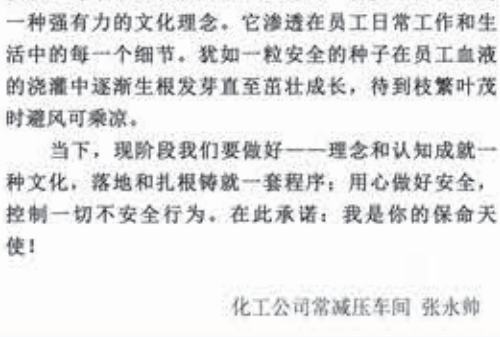 一种强有力的文化理念。它渗透在员工日常工作和生
活中的每一个细节。犹如一粒安全的种子在员工血液
的浇灌中逐渐生根发芽直至茁壮成长，待到枝繁叶茂
时避风可乘凉。
当下，现阶段我们要做好——理念和认知成就一
种文化，落地和扎根铸就一套程序；用心做好安全，
控制一切不安全行为。在此承诺：我是你的保命天
使！
化工公司常减压车间 张永帅